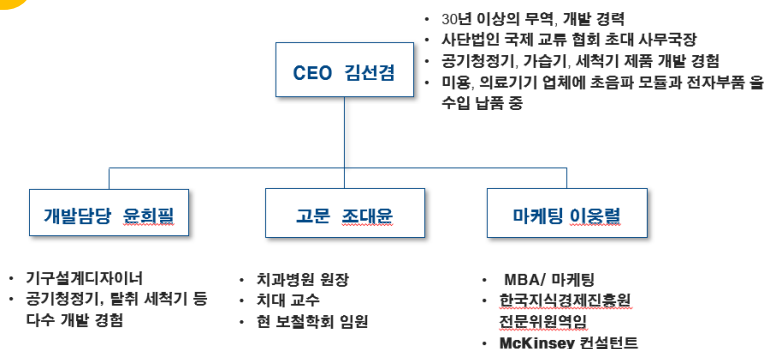 • 30년 이상의 무역, 개발 경력
• 사단법인 국제 교류 협회 초대 사무국장
• 공기청정기, 가습기, 세척기 제품 개발 경험
• 미용, 의료기기 업체에 초음파 모듈과 전자부품 을
수입 납품 중
CEO 김선겸
개발담당 윤희필
고문 조대윤
마케팅 이웅렬
• 기구설계디자이너
• 공기청정기, 탈취 세척기 등
다수 개발 경험
• 치과병원 원장
• 치대 교수
• 현 보철학회 임원
• MBA/ 마케팅
• 한국지식경제진흥원
전문위원역임
• McKinsey 컨설턴트